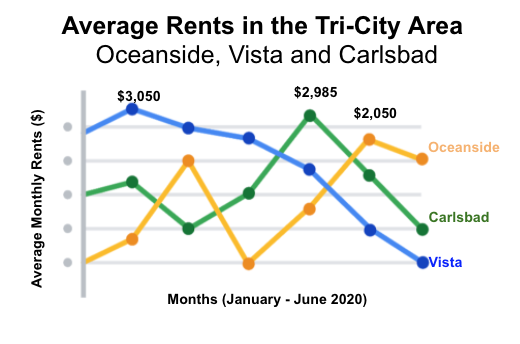 Average Rents in the Tri-City Area
Oceanside, Vista and Carlsbad
$3,050
$2,985
$2,050
Average Monthly Rents ($)
Oceanside
Carlsbad
Vista
Months (January - June 2020)